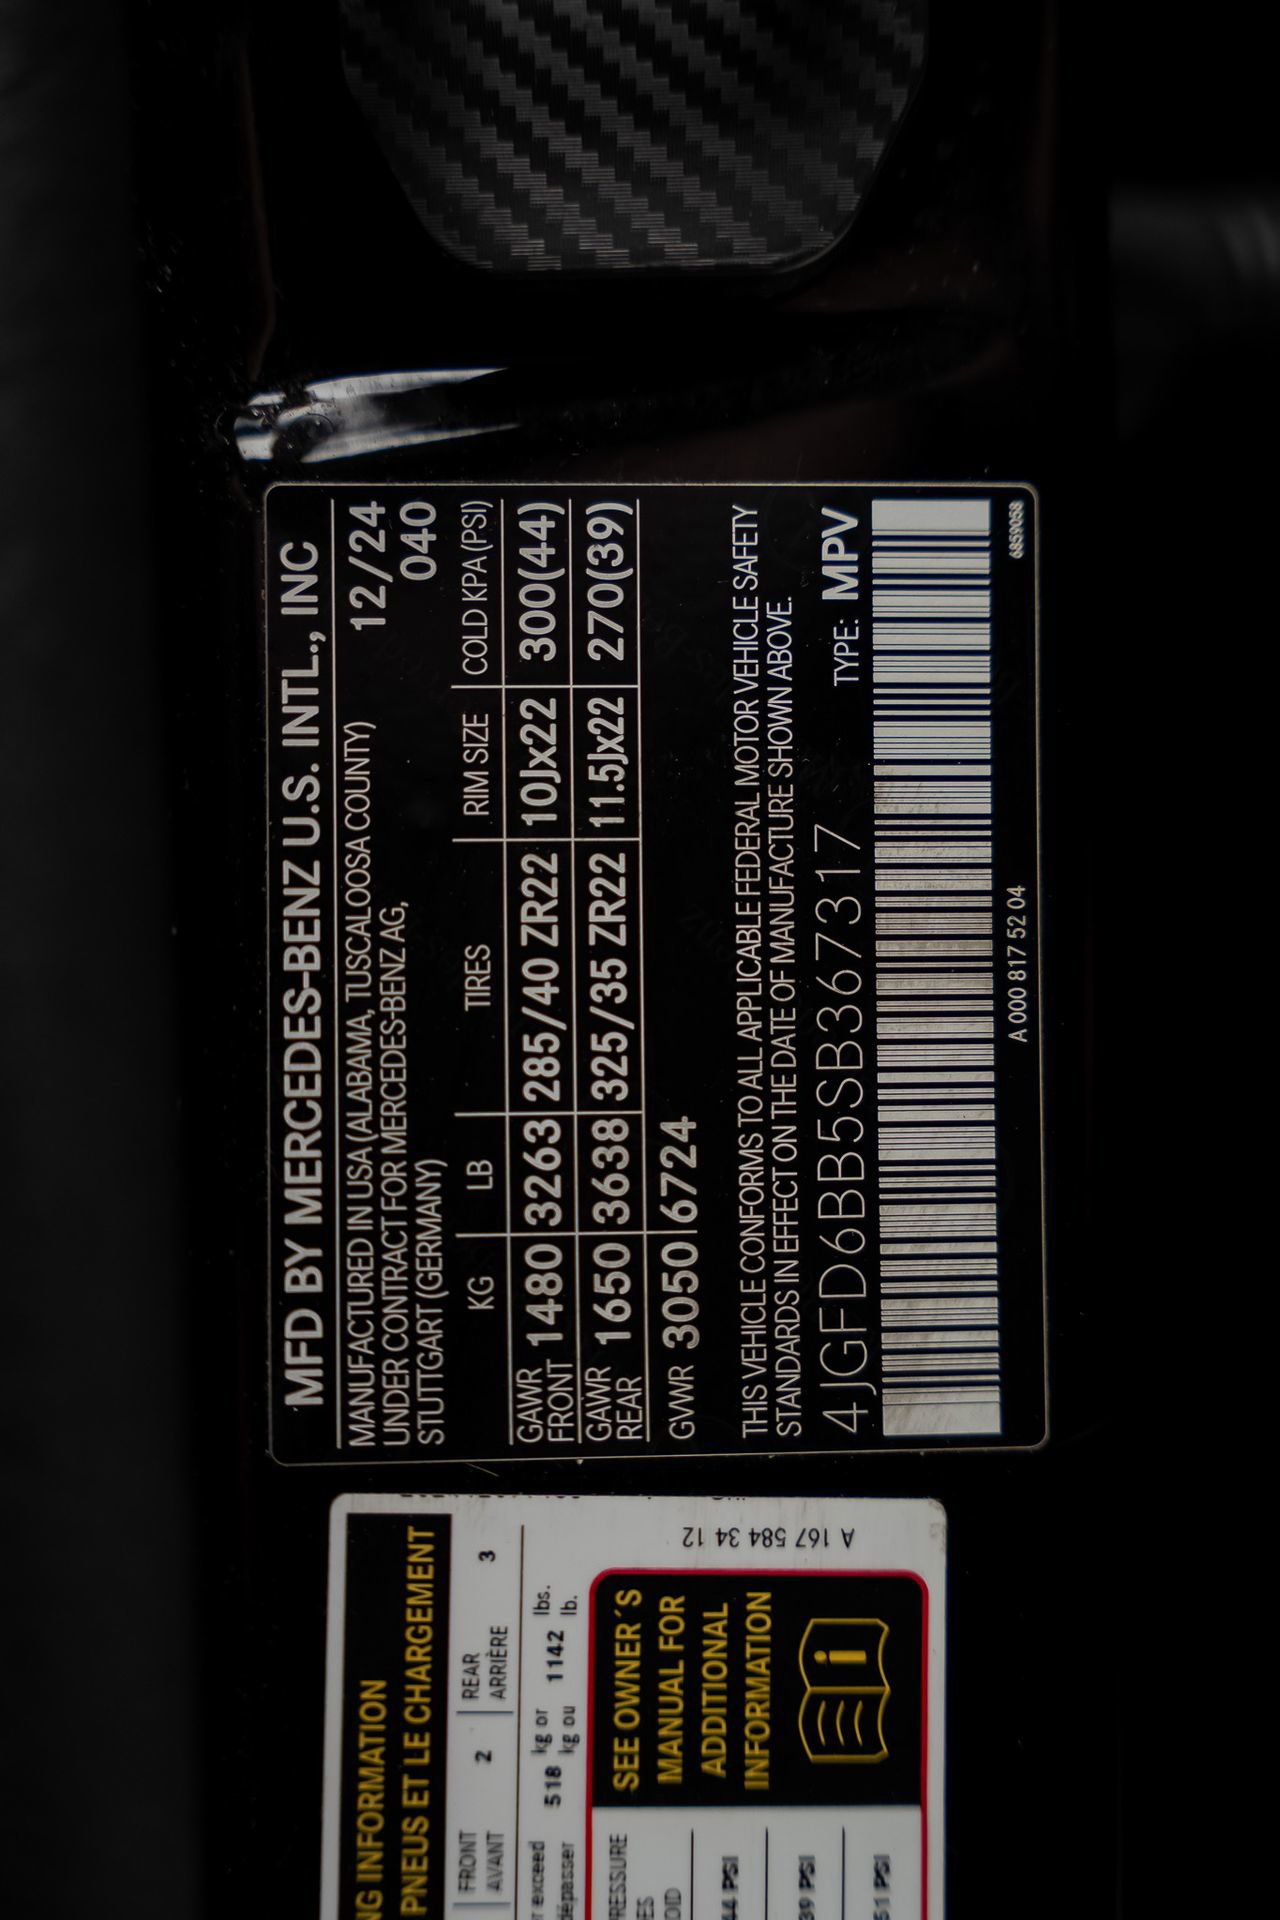 MFD BY MERCEDES-BENZ U.S. INTL., INC
MANUFACTURED IN USA (ALABAMA, TUSCALOOSA COUNTY) 12/24
UNDER CONTRACT FOR MERCEDES-BENZ AG, 040
STUTTGART (GERMANY)
KG LB TIRES RIM SIZE COLD KPA (PSI)
GAWR FRONT 1480 3263 285/40 ZR22 10Jx22 300(44)
GAWR REAR 1650 3638 325/35 ZR22 11.5Jx22 270(39)
GVWR 3050 6724
THIS VEHICLE CONFORMS TO ALL APPLICABLE FEDERAL MOTOR VEHICLE SAFETY
STANDARDS IN EFFECT ON THE DATE OF MANUFACTURE SHOWN ABOVE.
4JGFD6BB5SB367317 TYPE: MPV
A 000 817 52 04 6859058
INFORMATION
PNEUS ET LE CHARGEMENT
FRONT 2 REAR 3
AVANT ARRIÈRE
exceed 518 kg or 1142 lbs.
dépasser kg ou lb.
SEE OWNER´S
MANUAL FOR
ADDITIONAL
INFORMATION
39 PSI
51 PSI
A 167 584 34 12